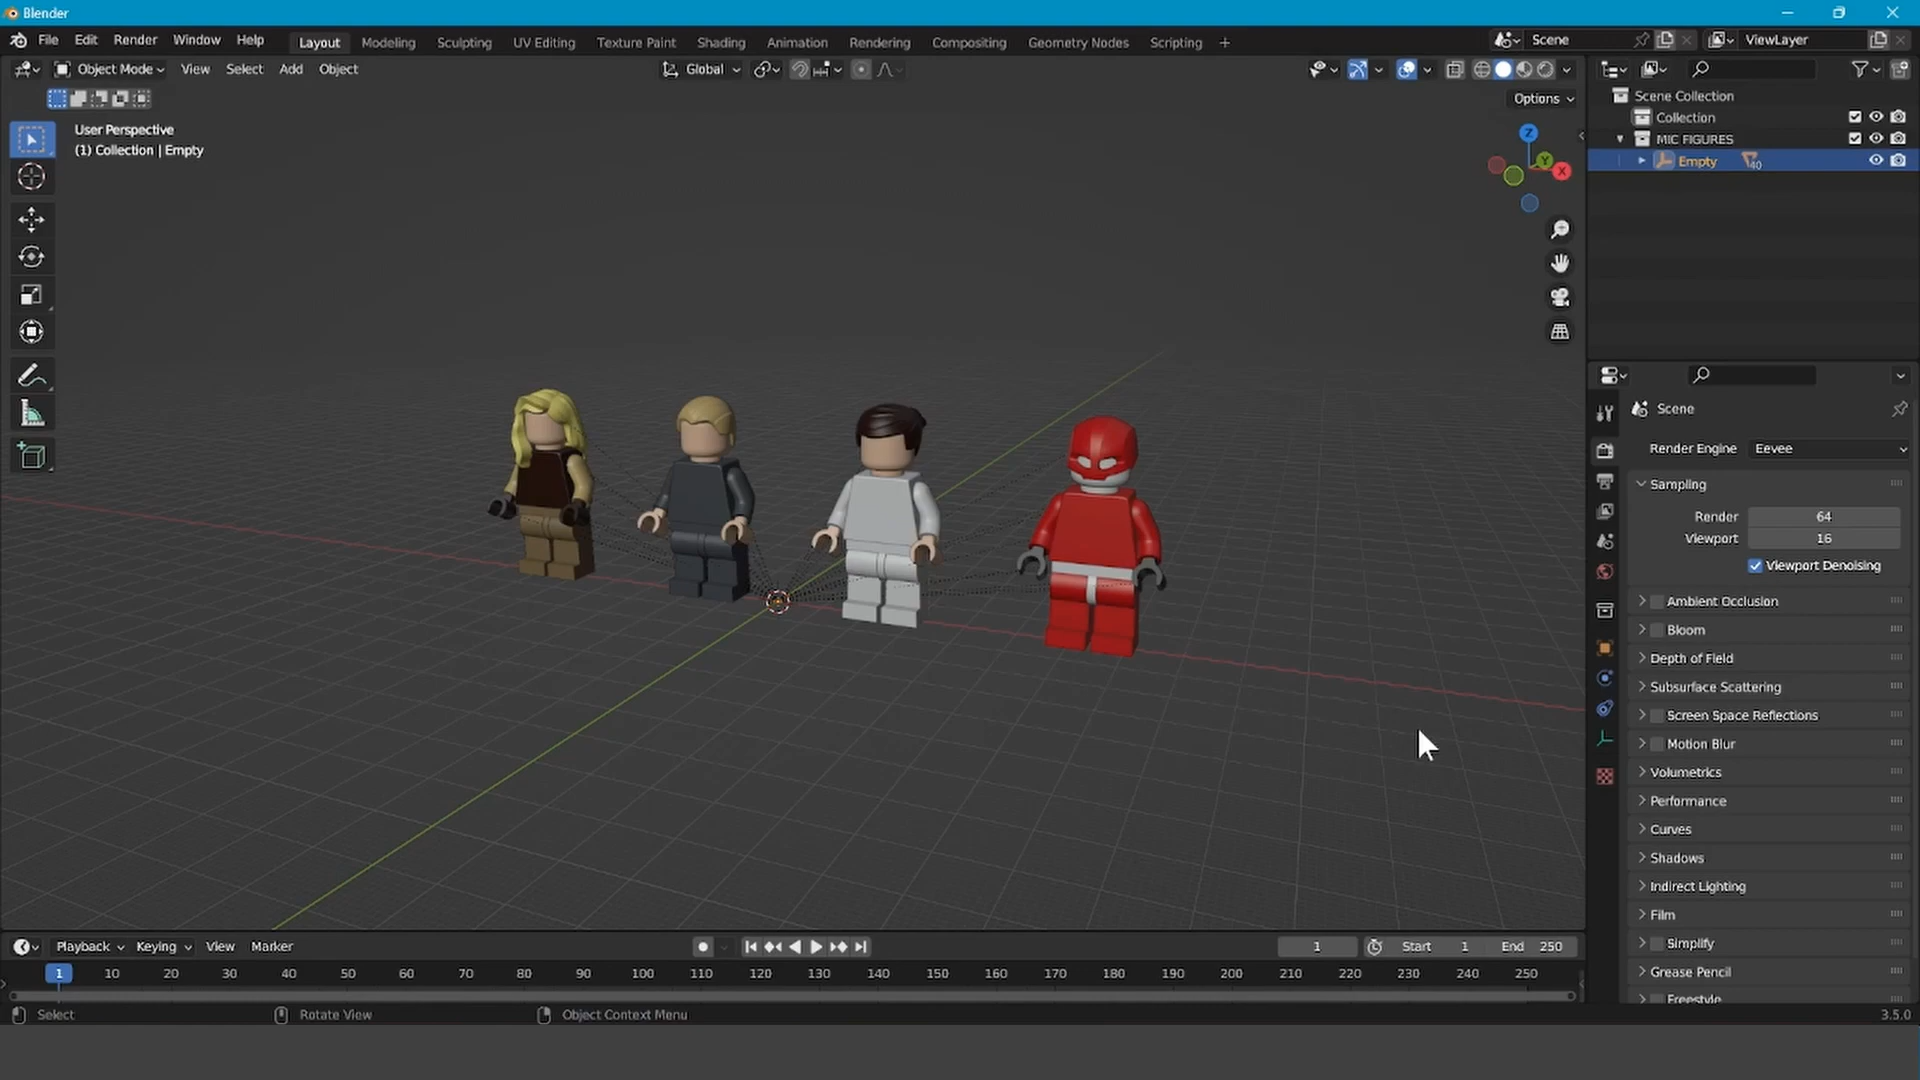 Blender
File Edit Render Window Help Layout Modeling Sculpting UV Editing Texture Paint Shading Animation Rendering Compositing Geometry Nodes Scripting + Scene ViewLayer
Object Mode View Select Add Object Global
Options
User Perspective
(1) Collection | Empty
Z
Y
X
Scene Collection
Collection
MIC FIGURES
Empty 40
Scene
Render Engine Eevee
Sampling
Render 64
Viewport 16
Viewport Denoising
Ambient Occlusion
Bloom
Depth of Field
Subsurface Scattering
Screen Space Reflections
Motion Blur
Volumetrics
Performance
Curves
Shadows
Indirect Lighting
Film
Simplify
Grease Pencil
Freestyle
Playback Keying View Marker 1 Start 1 End 250
1 10 20 30 40 50 60 70 80 90 100 110 120 130 140 150 160 170 180 190 200 210 220 230 240 250
Select Rotate View Object Context Menu 3.5.0